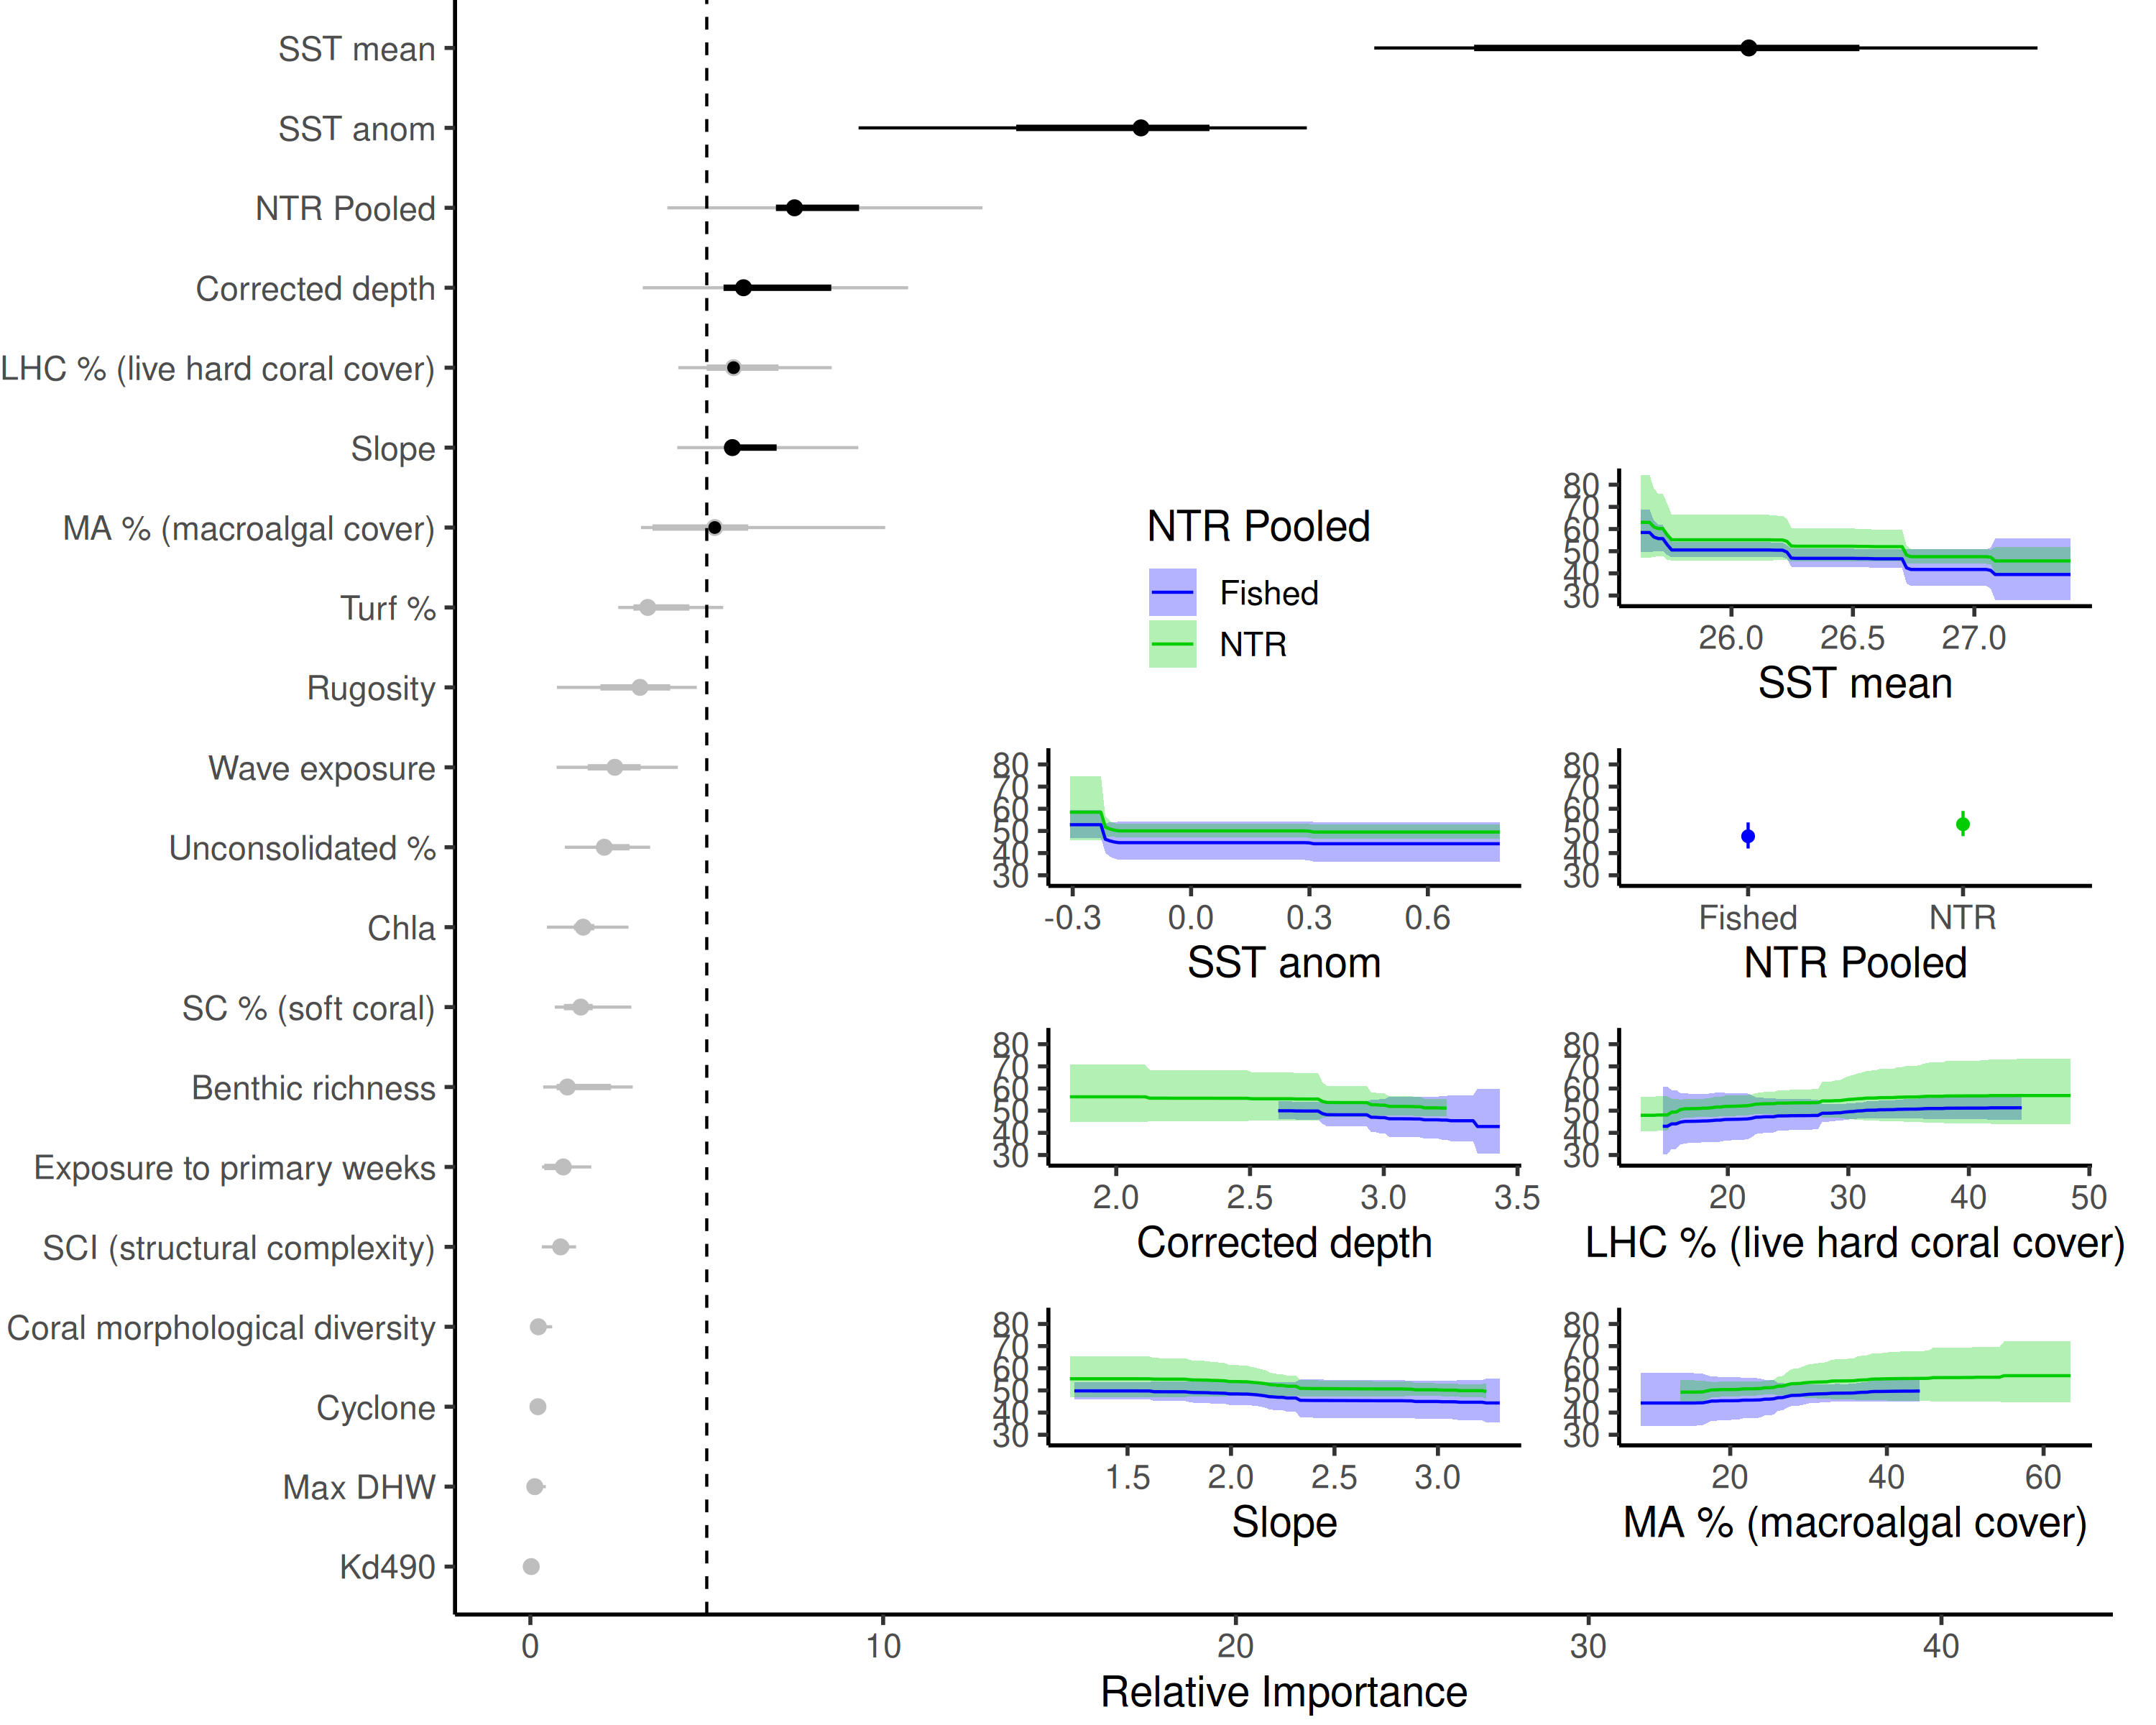 SST mean
SST anom
NTR Pooled
Corrected depth
LHC % (live hard coral cover)
Slope
MA % (macroalgal cover)
Turf %
Rugosity
Wave exposure
Unconsolidated %
Chla
SC % (soft coral)
Benthic richness
Exposure to primary weeks
SCI (structural complexity)
Coral morphological diversity
Cyclone
Max DHW
Kd490
0 10 20 30 40
Relative Importance
NTR Pooled
Fished
NTR
80
70
60
50
40
30
26.0 26.5 27.0
SST mean
80
70
60
50
40
30
-0.3 0.0 0.3 0.6
SST anom
80
70
60
50
40
30
Fished NTR
NTR Pooled
80
70
60
50
40
30
2.0 2.5 3.0 3.5
Corrected depth
80
70
60
50
40
30
20 30 40 50
LHC % (live hard coral cover)
80
70
60
50
40
30
1.5 2.0 2.5 3.0
Slope
80
70
60
50
40
30
20 40 60
MA % (macroalgal cover)